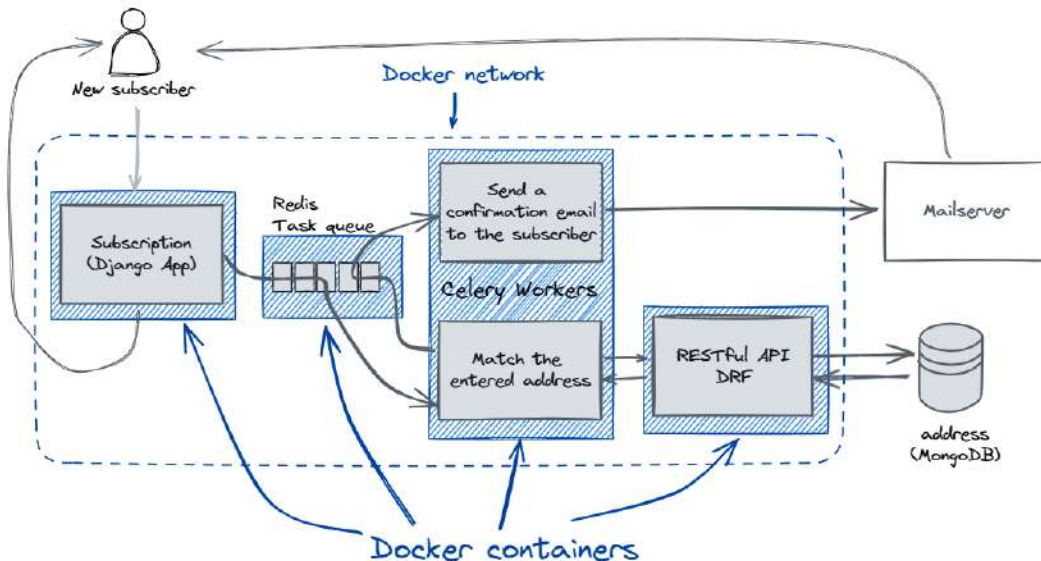 New subscriber
Docker network
Redis
Task queue
Subscription
(Django App)
Send a
confirmation email
to the subscriber
Mailserver
Celery Workers
Match the
entered address
RESTful API
DRF
address
(MongoDB)
Docker containers